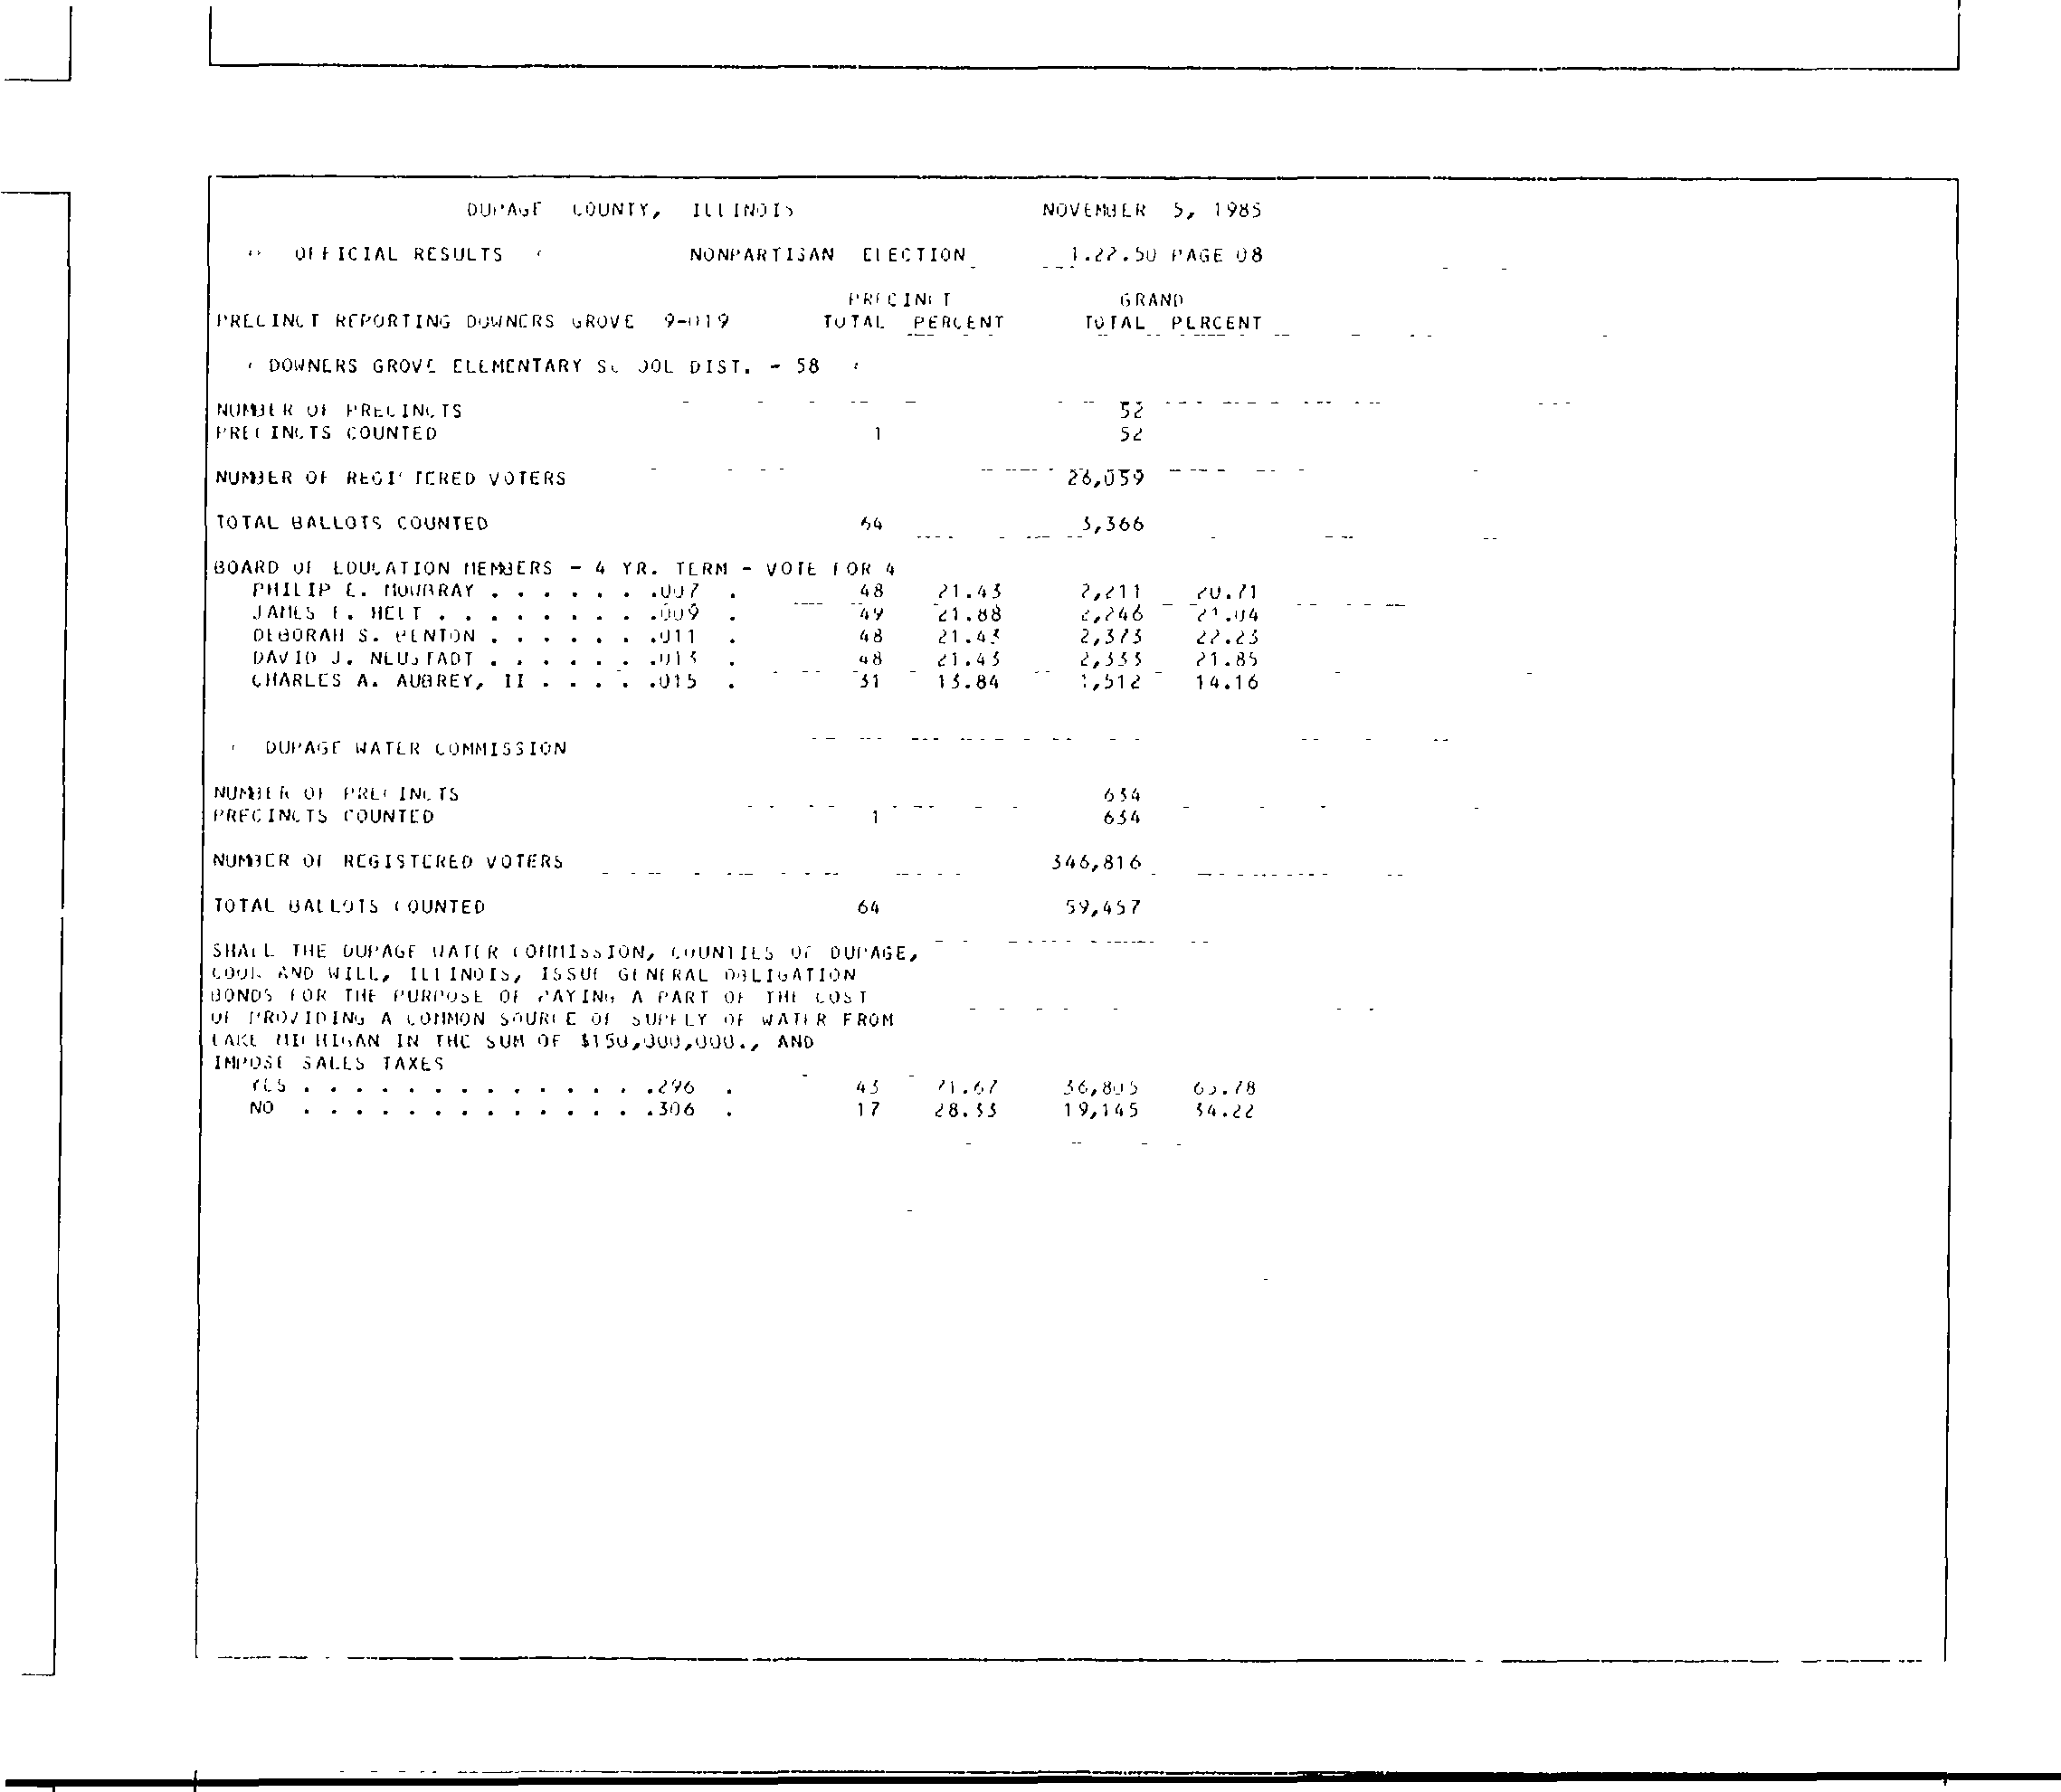 DUPAGE COUNTY, ILLINOIS NOVEMBER 5, 1985
OFFICIAL RESULTS NONPARTISAN ELECTION 1.22.50 PAGE 08
PRECINCT GRAND
PRECINCT REPORTING DOWNERS GROVE 9-019 TOTAL PERCENT TOTAL PERCENT
DOWNERS GROVE ELEMENTARY SCHOOL DIST. - 58
NUMBER OF PRECINCTS 52
PRECINCTS COUNTED 1 52
NUMBER OF REGISTERED VOTERS 26,059
TOTAL BALLOTS COUNTED 64 3,366
BOARD OF EDUCATION MEMBERS - 4 YR. TERM - VOTE FOR 4
PHILIP E. MOWBRAY . . . . . . .007 . 48 21.43 2,211 20.71
JAMES HELT . . . . . . . . .009 . 49 21.88 2,246 21.04
DEBORAH S. . . . . . . .011 . 48 21.43 2,373 22.23
DAVID J. NEUSTADT . . . . . . .013 . 48 21.43 2,333 21.85
CHARLES A. AUBREY, II . . . . .015 . 31 13.84 1,512 14.16
DUPAGE WATER COMMISSION
NUMBER OF PRECINCTS 634
PRECINCTS COUNTED 1 634
NUMBER OF REGISTERED VOTERS 346,816
TOTAL BALLOTS COUNTED 64 59,457
SHALL THE DUPAGE WATER COMMISSION, COUNTIES OF DUPAGE,
COOK AND WILL, ILLINOIS, ISSUE GENERAL OBLIGATION
BONDS FOR THE PURPOSE OF PAYING A PART OF THE COST
OF PROVIDING A COMMON SOURCE OF SUPPLY OF WATER FROM
LAKE MICHIGAN IN THE SUM OF $150,000,000., AND
IMPOSE SALES TAXES
YES . . . . . . . . . . . . . .296 . 43 71.67 36,805 65.78
NO . . . . . . . . . . . . . .306 . 17 28.33 19,145 34.22